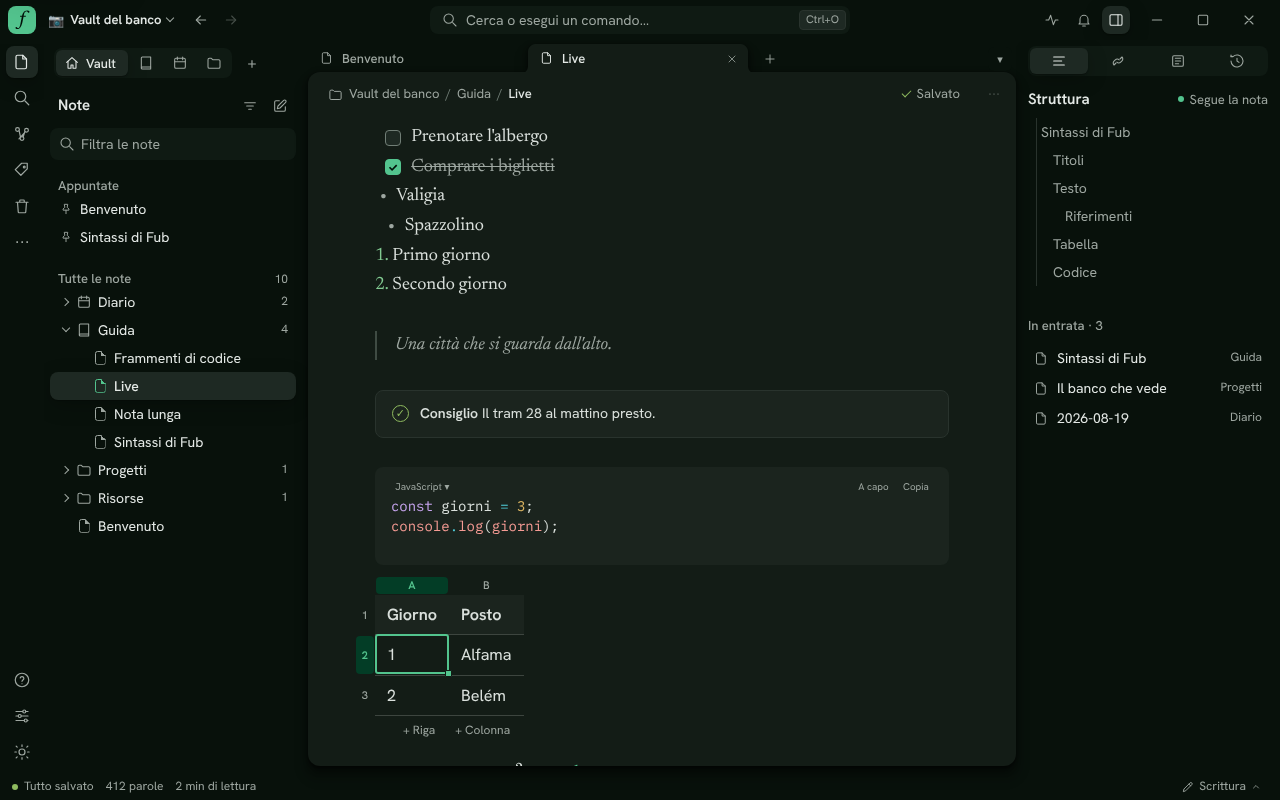 f
Vault del banco
Cerca o esegui un comando...
Ctrl+O
Vault
Benvenuto
Live
Note
Filtra le note
Appuntate
Benvenuto
Sintassi di Fub
Tutte le note 10
Diario 2
Guida 4
Frammenti di codice
Live
Nota lunga
Sintassi di Fub
Progetti 1
Risorse 1
Benvenuto
Vault del banco / Guida / Live
Salvato
Prenotare l'albergo
Comprare i biglietti
• Valigia
• Spazzolino
1. Primo giorno
2. Secondo giorno
Una città che si guarda dall'alto.
Consiglio Il tram 28 al mattino presto.
JavaScript ▾ A capo Copia
const giorni = 3;
console.log(giorni);
A B
1 Giorno Posto
2 1 Alfama
3 2 Belém
+ Riga + Colonna
Struttura
Segue la nota
Sintassi di Fub
Titoli
Testo
Riferimenti
Tabella
Codice
In entrata · 3
Sintassi di Fub Guida
Il banco che vede Progetti
2026-08-19 Diario
Tutto salvato 412 parole 2 min di lettura
Scrittura